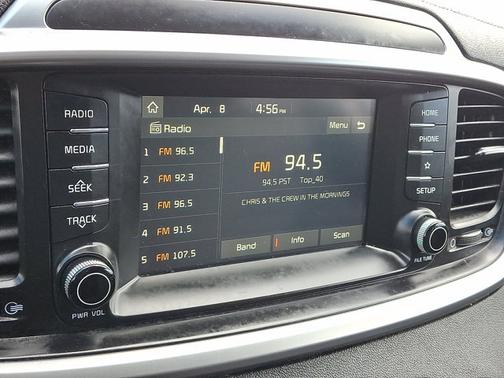 Apr. 8 4:56 PM
Radio Menu
1 FM 96.5
2 FM 92.3
3 FM 96.5
4 FM 91.5
5 FM 107.5
FM 94.5
94.5 PST Top_40
CHRIS & THE CREW IN THE MORNINGS
Band Info Scan
RADIO
MEDIA
SEEK
TRACK
PWR VOL
HOME
PHONE
SETUP
FILE TUNE